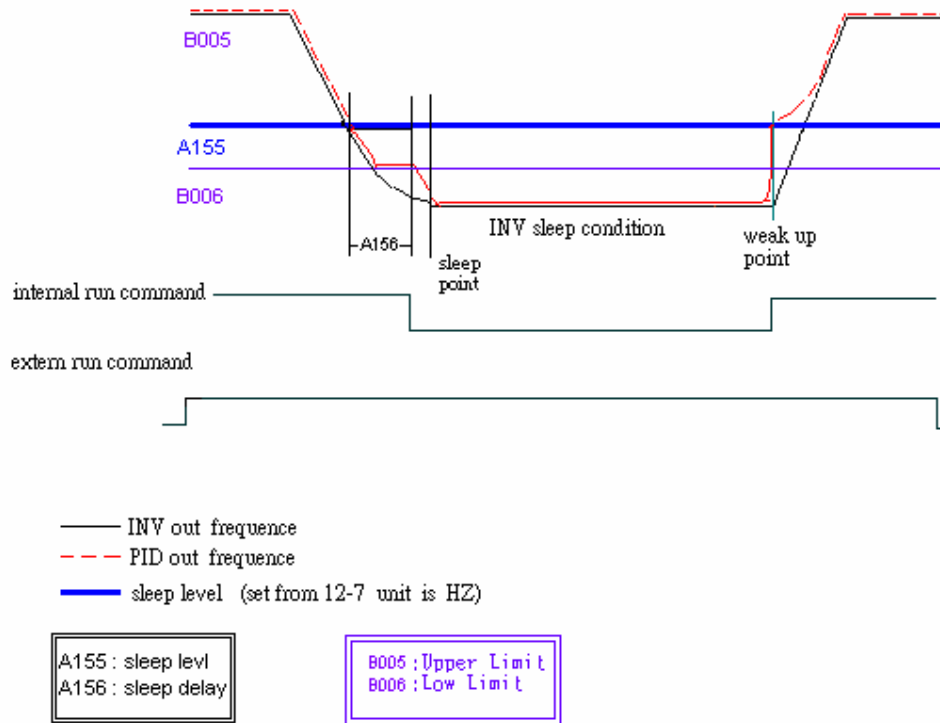 B005
A155
B006
A156
INV sleep condition
sleep
point
weak up
point
internal run command
extern run command
INV out frequence
PID out frequence
sleep level (set from 12-7 unit is HZ)
A155 : sleep levl
A156 : sleep delay
B005 : Upper Limit
B006 : Low Limit